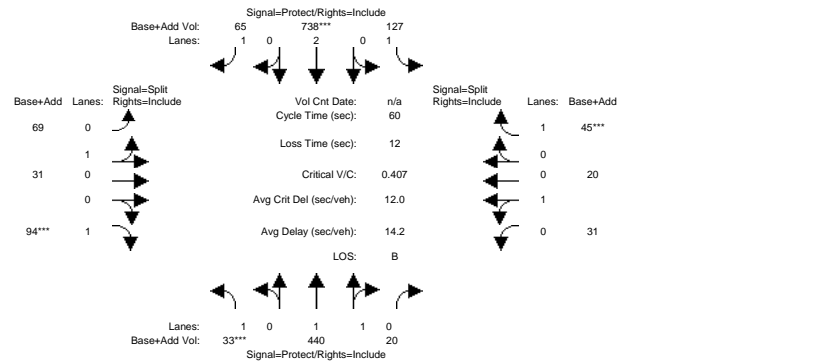 Signal=Protect/Rights=Include
Base+Add Vol: 65 738*** 127
Lanes: 1 0 2 0 1
Signal=Split
Signal=Split
Base+Add Lanes: Rights=Include Vol Cnt Date: n/a Rights=Include Lanes: Base+Add
Cycle Time (sec): 60
69 0 1 45***
Loss Time (sec): 12
1 0
31 0 Critical V/C: 0.407 0 20
0 Avg Crit Del (sec/veh): 12.0 1
94*** 1 Avg Delay (sec/veh): 14.2 0 31
LOS: B
Lanes: 1 0 1 1 0
Base+Add Vol: 33*** 440 20
Signal=Protect/Rights=Include